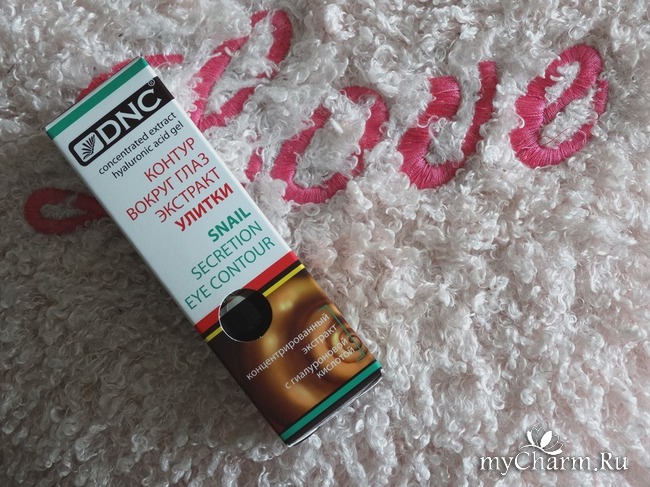 Love
DNC®
concentrated extract
hyaluronic acid gel
КОНТУР
ВОКРУГ ГЛАЗ
ЭКСТРАКТ
УЛИТКИ
SNAIL
SECRETION
EYE CONTOUR
концентрированный
экстракт
с гиалуроновой
кислотой
myCharm.Ru